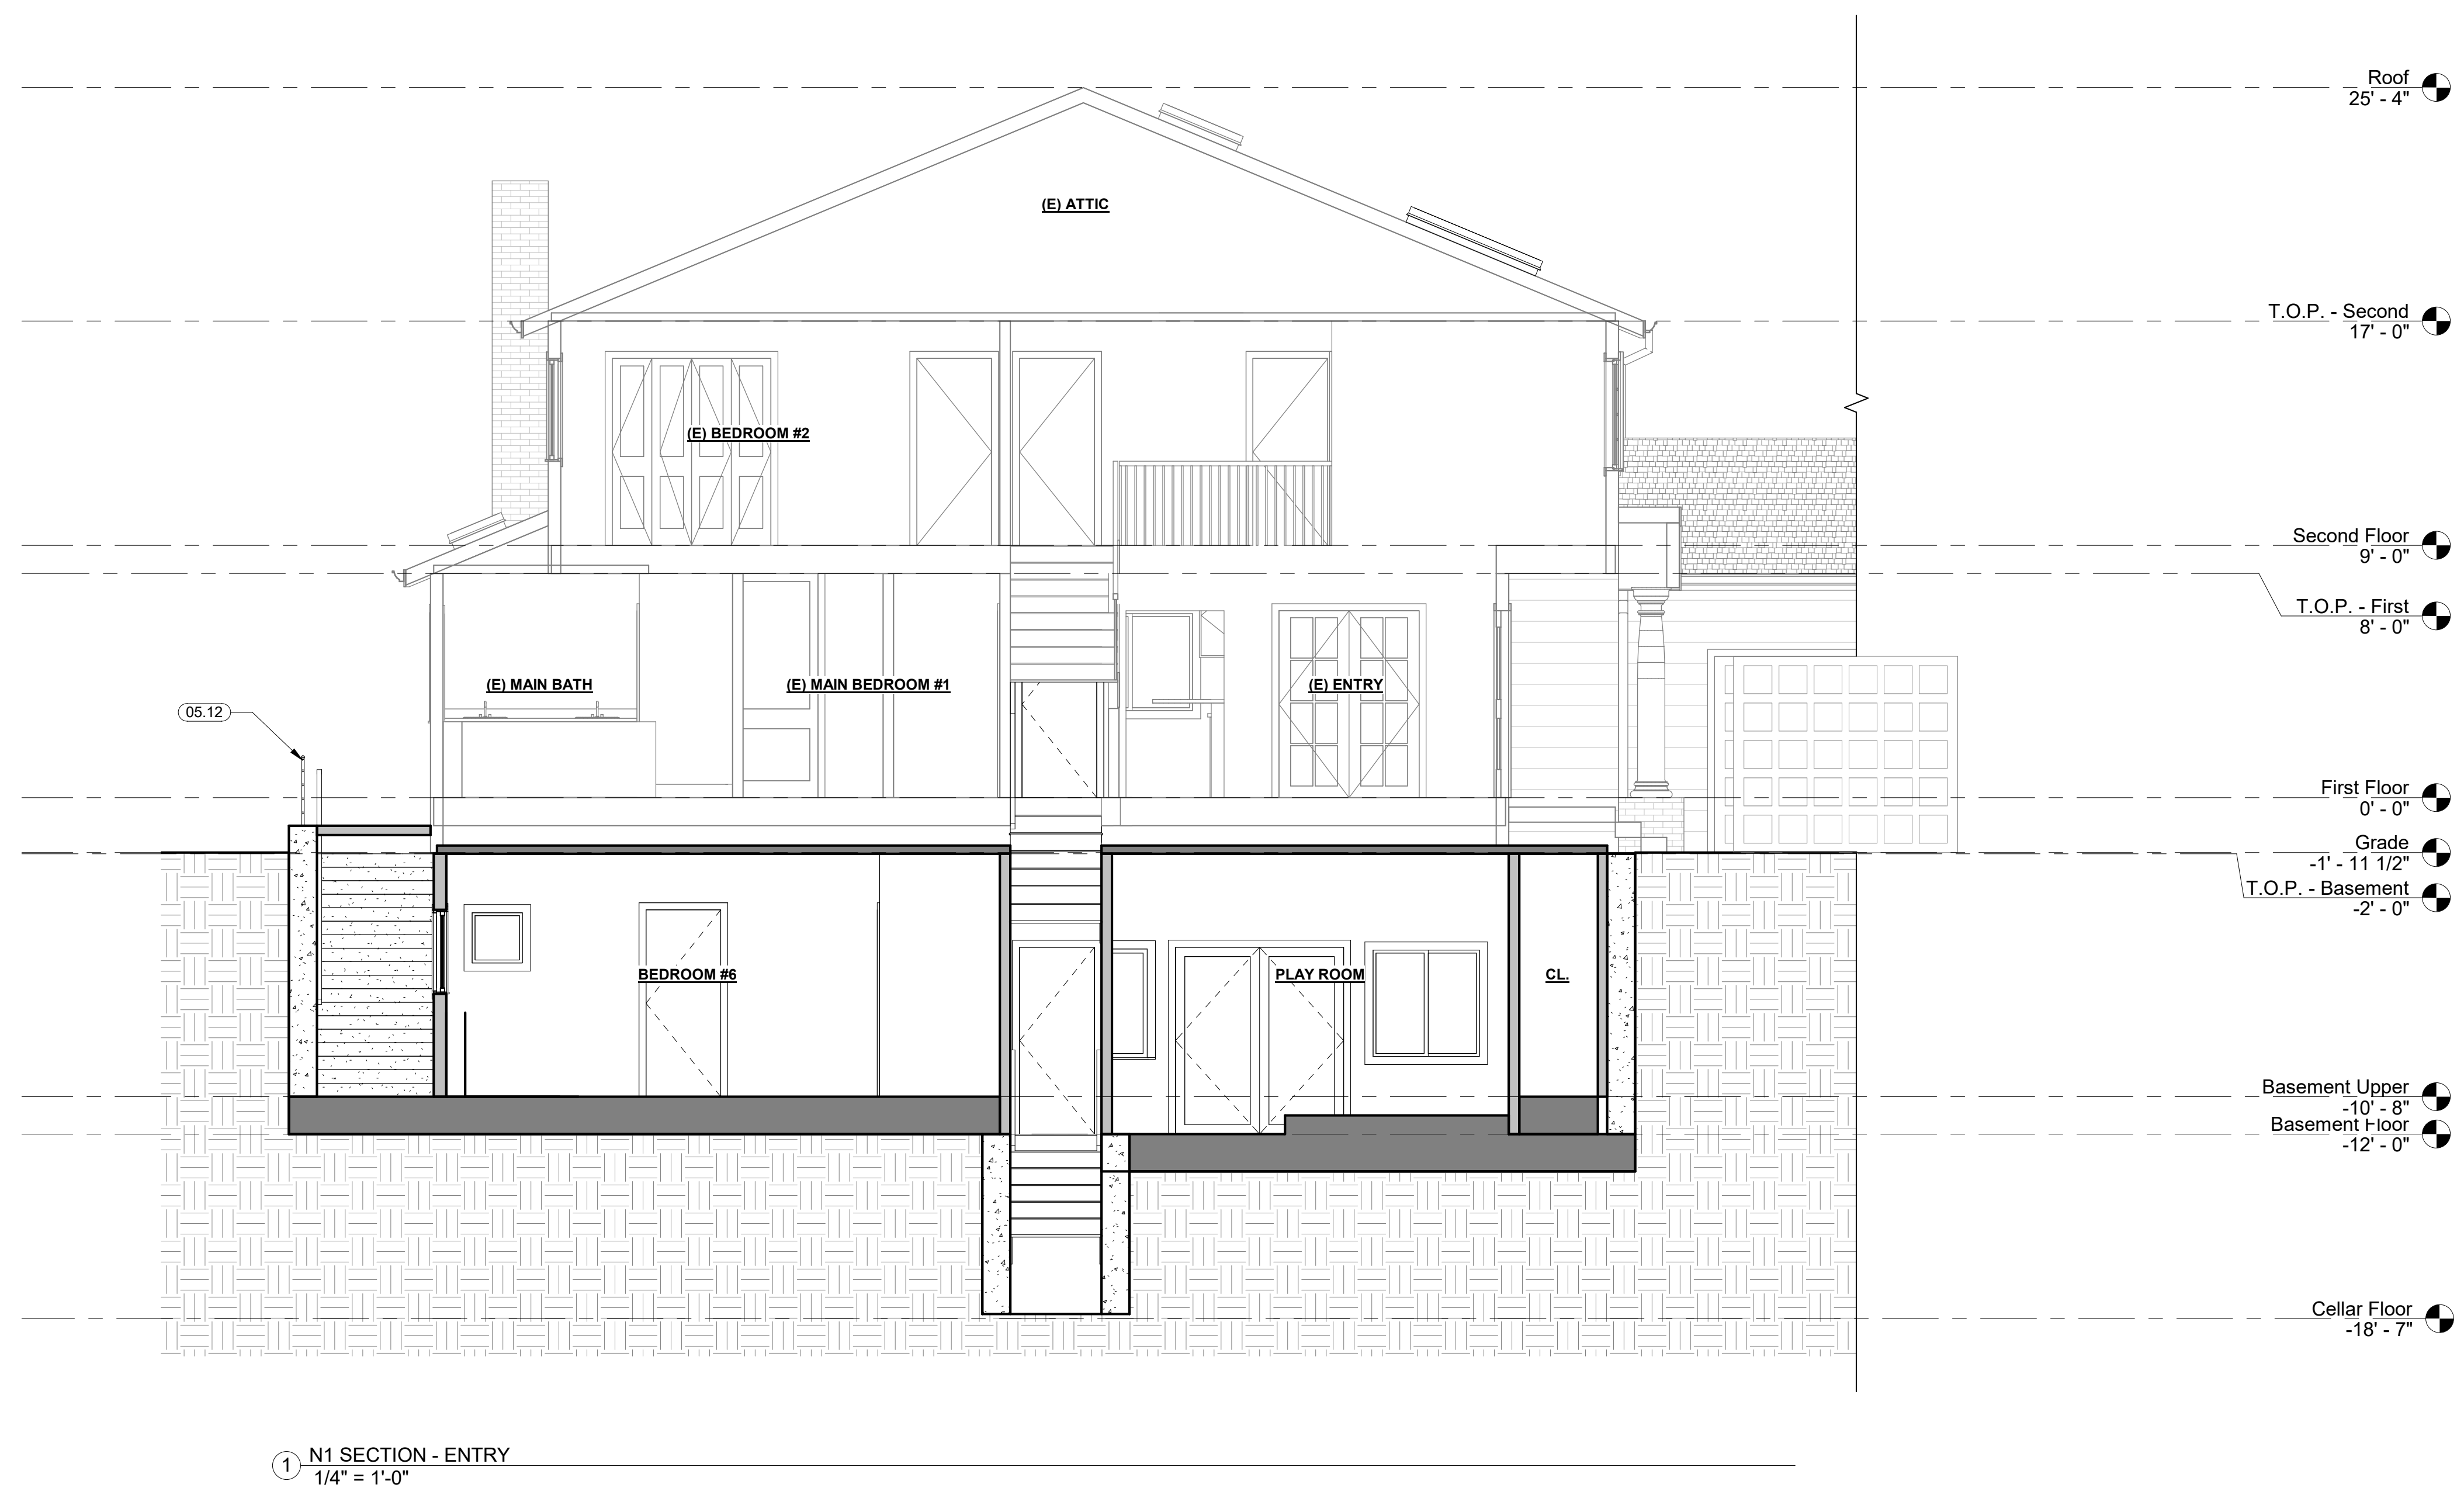 Roof
25' - 4"
(E) ATTIC
T.O.P. - Second
17' - 0"
(E) BEDROOM #2
Second Floor
9' - 0"
T.O.P. - First
8' - 0"
(E) MAIN BATH
(E) MAIN BEDROOM #1
(E) ENTRY
05.12
First Floor
0' - 0"
Grade
-1' - 11 1/2"
T.O.P. - Basement
-2' - 0"
BEDROOM #6
PLAY ROOM
CL.
Basement Upper
-10' - 8"
Basement Floor
-12' - 0"
Cellar Floor
-18' - 7"
1
N1 SECTION - ENTRY
1/4" = 1'-0"